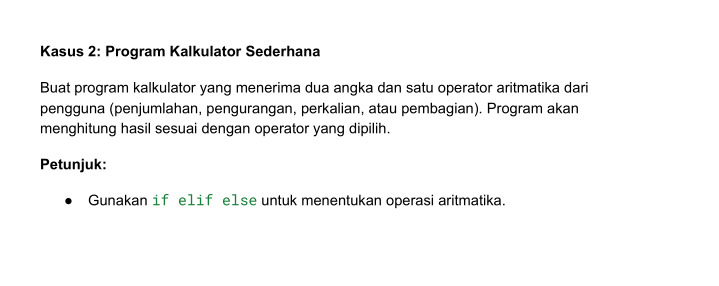 Kasus 2: Program Kalkulator Sederhana
Buat program kalkulator yang menerima dua angka dan satu operator aritmatika dari
pengguna (penjumlahan, pengurangan, perkalian, atau pembagian). Program akan
menghitung hasil sesuai dengan operator yang dipilih.
Petunjuk:
● Gunakan if elif else untuk menentukan operasi aritmatika.